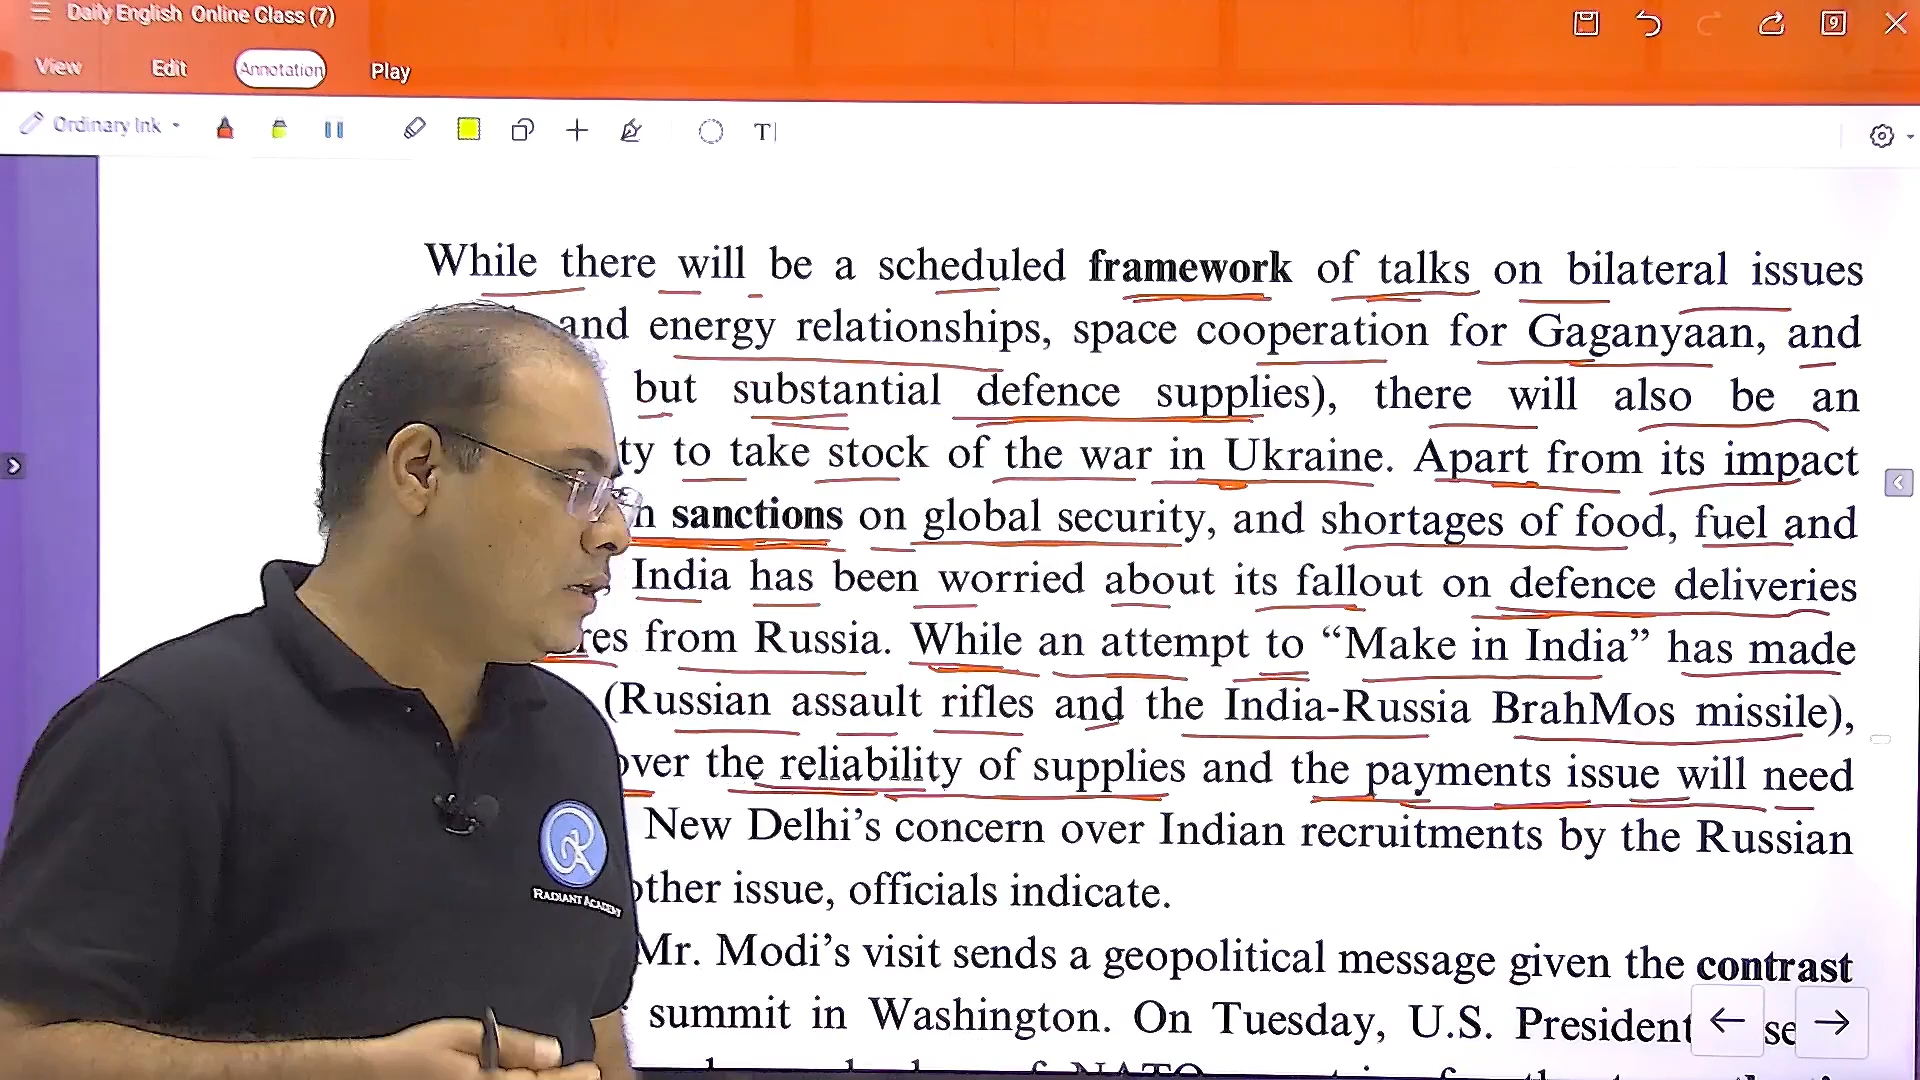 Daily English Online Class (7)
View Edit Annotation Play
Ordinary Ink
T
9
While there will be a scheduled framework of talks on bilateral issues
and energy relationships, space cooperation for Gaganyaan, and
but substantial defence supplies), there will also be an
ty to take stock of the war in Ukraine. Apart from its impact
n sanctions on global security, and shortages of food, fuel and
India has been worried about its fallout on defence deliveries
res from Russia. While an attempt to “Make in India” has made
(Russian assault rifles and the India-Russia BrahMos missile),
over the reliability of supplies and the payments issue will need
New Delhi’s concern over Indian recruitments by the Russian
other issue, officials indicate.
Mr. Modi’s visit sends a geopolitical message given the contrast
summit in Washington. On Tuesday, U.S. President se
RADIANT ACADEMY